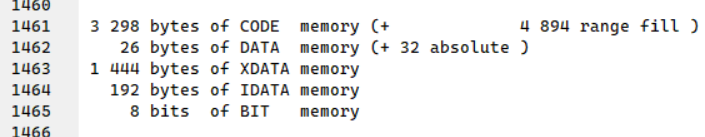 1460
1461 3 298 bytes of CODE memory (+ 4 894 range fill )
1462 26 bytes of DATA memory (+ 32 absolute )
1463 1 444 bytes of XDATA memory
1464 192 bytes of IDATA memory
1465 8 bits of BIT memory
1466